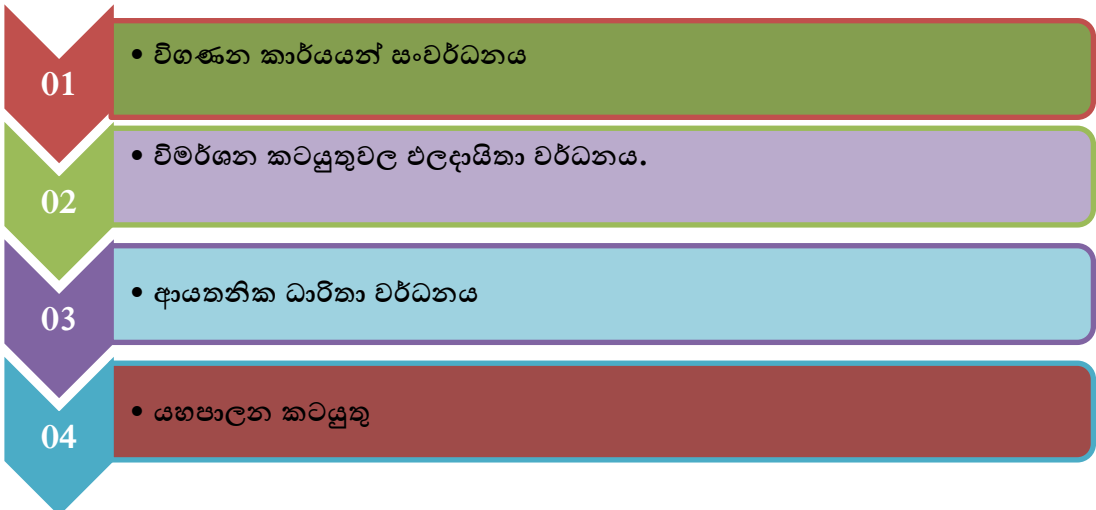 01
• විගණන කාර්යයන් සංවර්ධනය
02
• විමර්ශන කටයුතුවල ඵලදායිතා වර්ධනය.
03
• ආයතනික ධාරිතා වර්ධනය
04
• යහපාලන කටයුතු